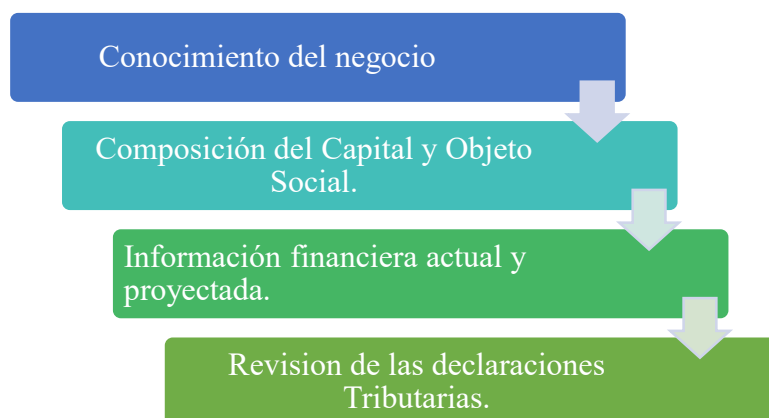 Conocimiento del negocio
Composición del Capital y Objeto
Social.
Información financiera actual y
proyectada.
Revision de las declaraciones
Tributarias.